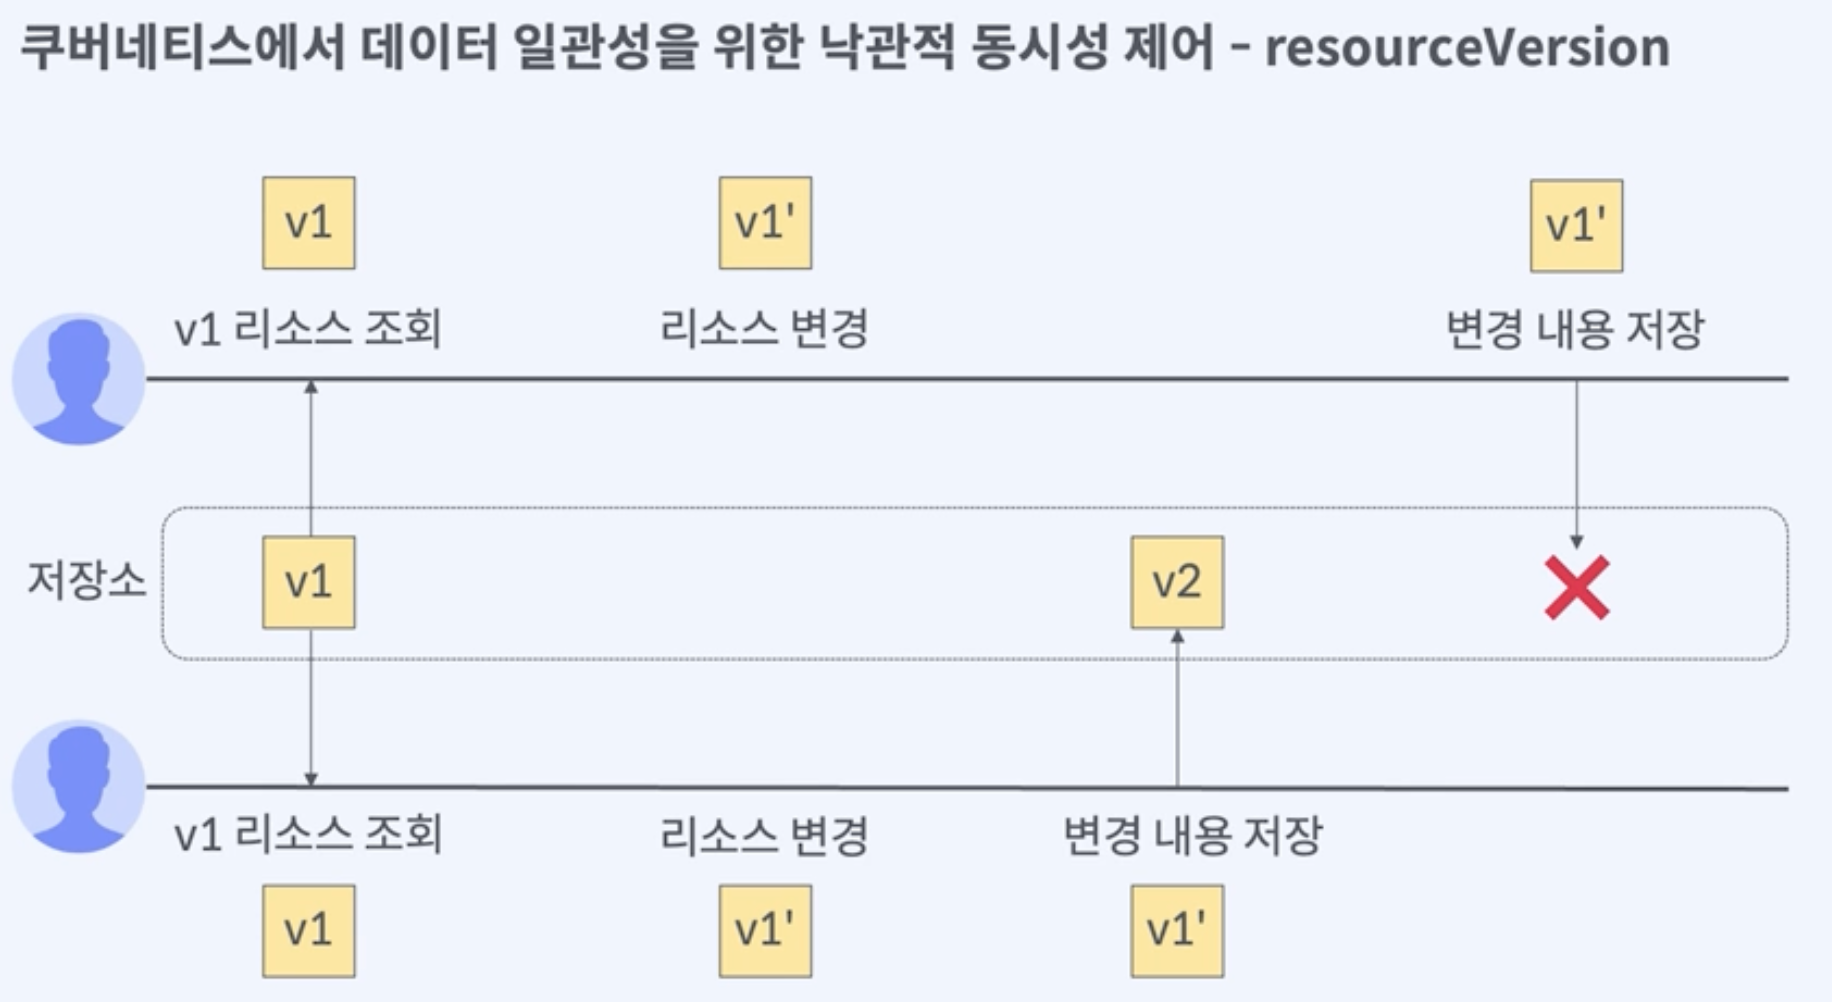 쿠버네티스에서 데이터 일관성을 위한 낙관적 동시성 제어 - resourceVersion
v1
v1'
v1'
v1 리소스 조회
리소스 변경
변경 내용 저장
저장소
v1
v2
v1 리소스 조회
리소스 변경
변경 내용 저장
v1
v1'
v1'